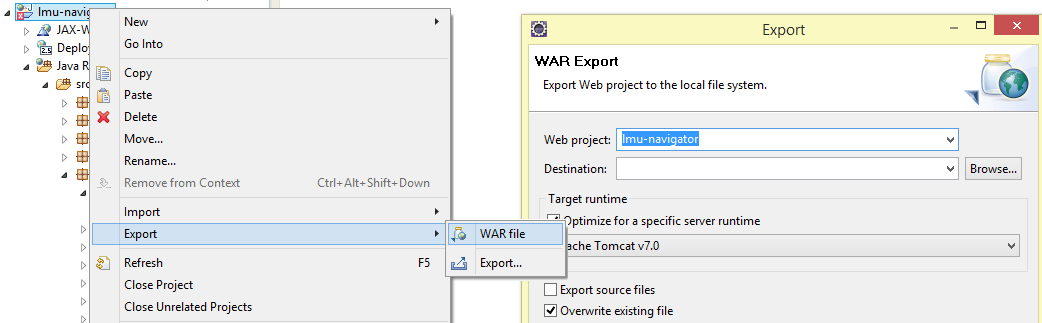 lmu-navigator
JAX-W
Deploy
Java R
src
New
Go Into
Copy
Paste
Delete
Move...
Rename...
Remove from Context Ctrl+Alt+Shift+Down
Import
Export
Refresh F5
Close Project
Close Unrelated Projects
WAR file
Export...
Export
WAR Export
Export Web project to the local file system.
Web project: lmu-navigator
Destination: Browse...
Target runtime
Optimize for a specific server runtime
ache Tomcat v7.0
Export source files
Overwrite existing file